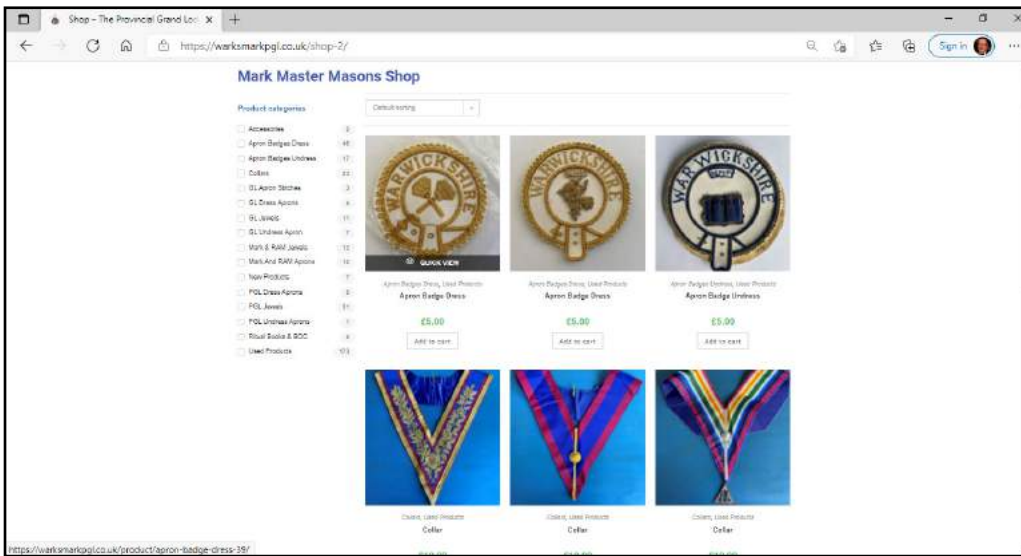 Shop - The Provincial Grand Lo
https://warksmarkpgl.co.uk/shop-2/
Sign in
Mark Master Masons Shop
Product categories
Default sorting
Accessories
Apron Badges Dress
Apron Badges Undress 17
Collars
GL Apron Stitches 3
GL Dress Aprons
GL Jewels 11
GL Undress Apron
Mark & RAM Jewels
Mark And RAM Aprons
New Products
PGL Dress Aprons
PGL Jewels
PGL Undress Aprons
Ritual Books & BOC
Used Products 173
WARWICKSHIRE
WARWICKSHIRE
WARWICKSHIRE
QUICK VIEW
Apron Badges Dress, Used Products
Apron Badge Dress
£5.00
Add to cart
Apron Badges Dress, Used Products
Apron Badge Dress
£5.00
Add to cart
Apron Badges Undress, Used Products
Apron Badge Undress
£5.00
Add to cart
Collars, Used Products
Collar
Collars, Used Products
Collar
Collars, Used Products
Collar
https://warksmarkpgl.co.uk/product/apron-badge-dress-39/